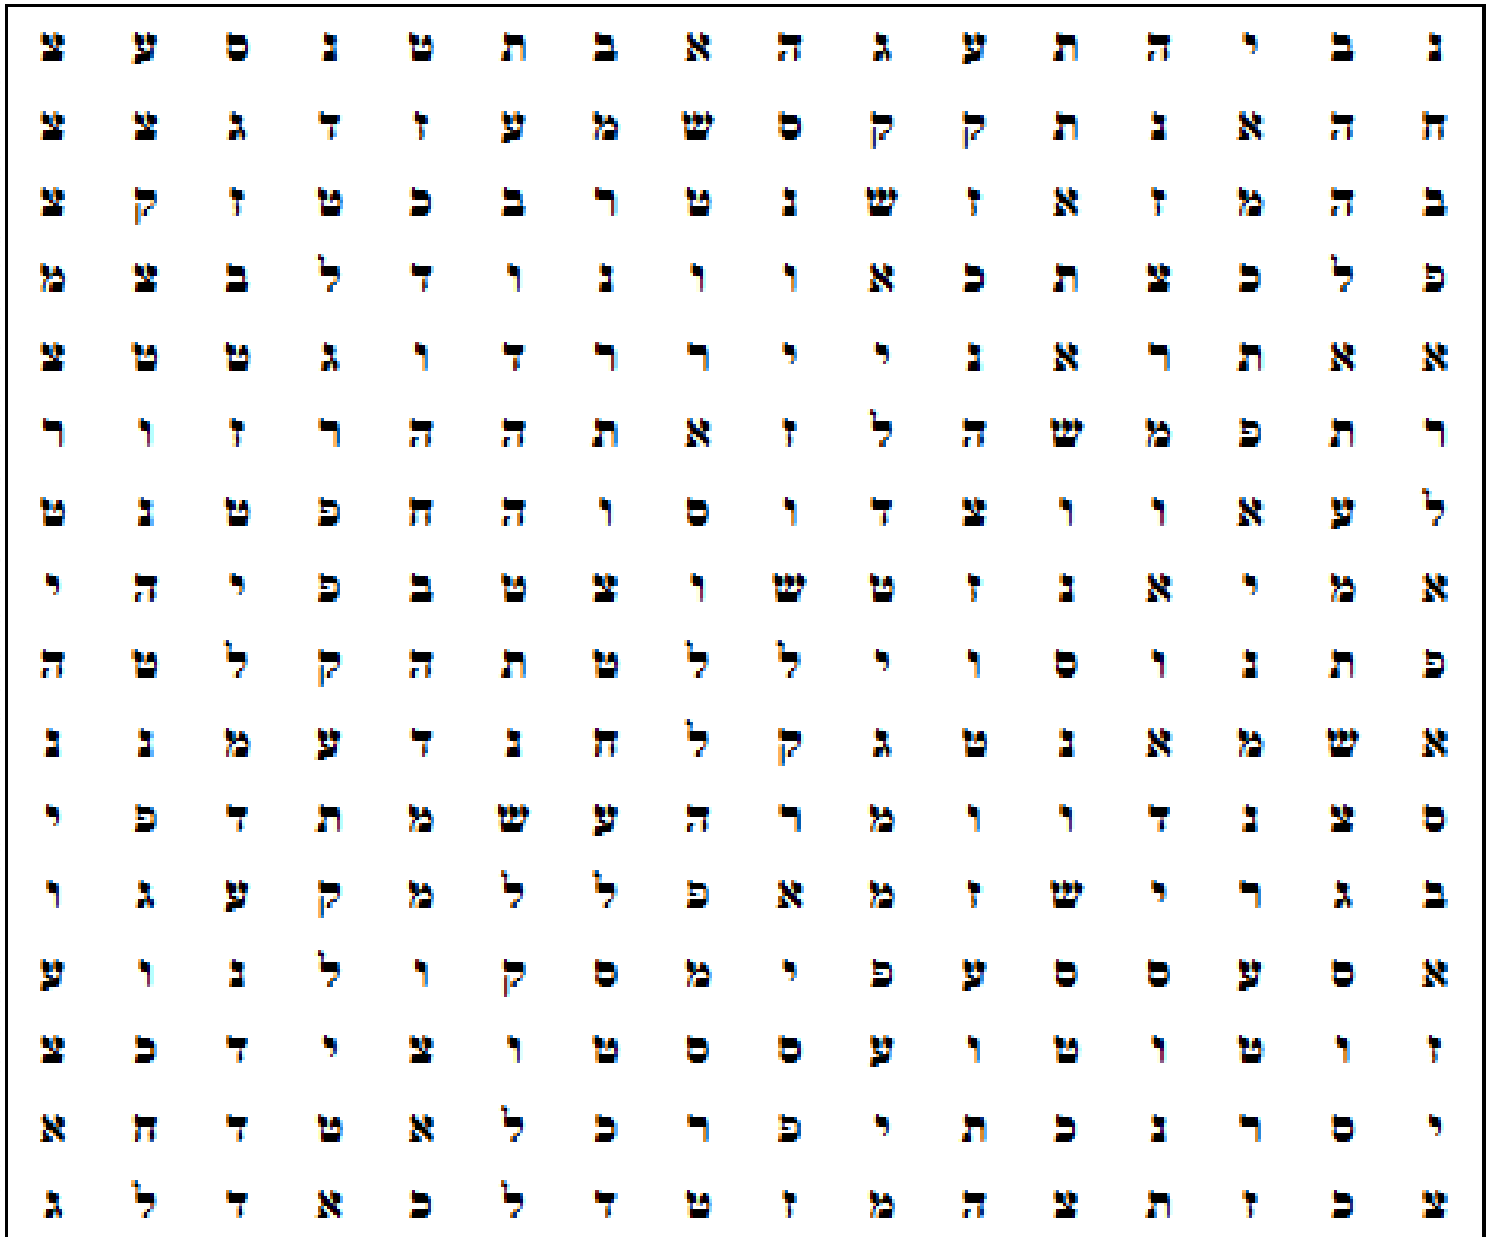 נ ב י ה ת ע ג ה א ב ת ט נ ס ע צ
ח ה א נ ת ק ק ס ש מ ע ז ד ג צ צ
ב ה מ ז א ז ש נ ט ר ב כ ט ז ק צ
פ ל כ צ ת כ א ו ו נ ו ד ל ב צ מ
א א ת ר א נ י י ר ר ד ו ג ט ט צ
ר ת פ מ ש ה ל ז א ת ה ה ר ז ו ר
ל ע א ו ו צ ד ו ס ו ה ח פ ט נ ט
א מ י א נ ז ט ש ו צ ט ב פ י ה י
פ ת נ ו ס ו י ל ל ט ת ה ק ל ט ה
א ש מ א נ ט ג ק ל ח נ ד ע מ נ נ
ס צ נ ד ו ו מ ר ה ע ש מ ת ד פ י
ב ג ר י ש ז מ א פ ל ל מ ק ע ג ו
א ס ע ס ס ע פ י מ ס ק ו ל נ ו ע
ז ו ט ו ט ו ע ס ס ט ו צ י ד כ צ
י ס ר נ כ ת י פ ר כ ל א ט ד ח א
צ כ ז ת צ ה מ ז ט ד ל כ א ד ל ג